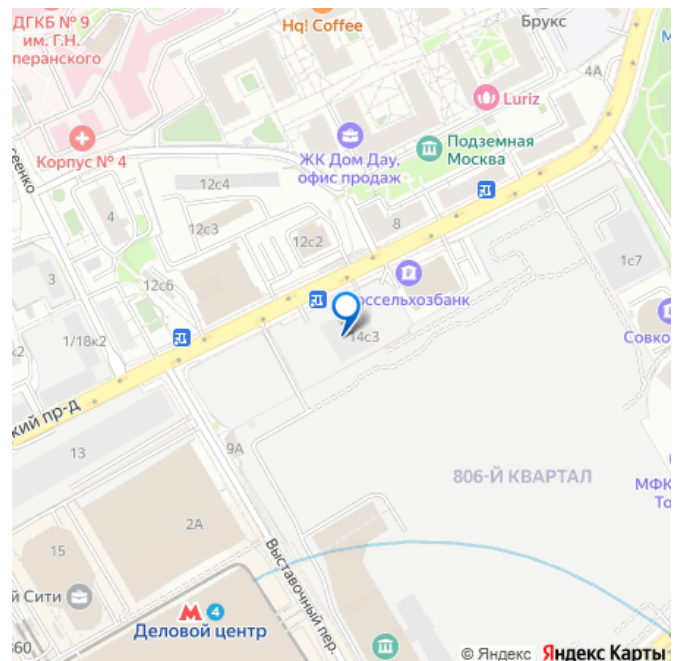 ДГКБ № 9
им. Г.Н.
перанского
Hq! Coffee
Брукс
4А
Luriz
Корпус № 4
ЖК Дом Дау,
офис продаж
Подземная
Москва
сеенко
12с4
4
12с3
12с2
8
3
12с6
1с7
оссельхозбанк
1/18к2
к2
14с3
Совко
кий пр-д
13
9А
806-Й КВАРТАЛ
МФК
То
2А
15
й Сити
Выставочный пер.
М 4
Деловой центр
360
© Яндекс Яндекс Карты